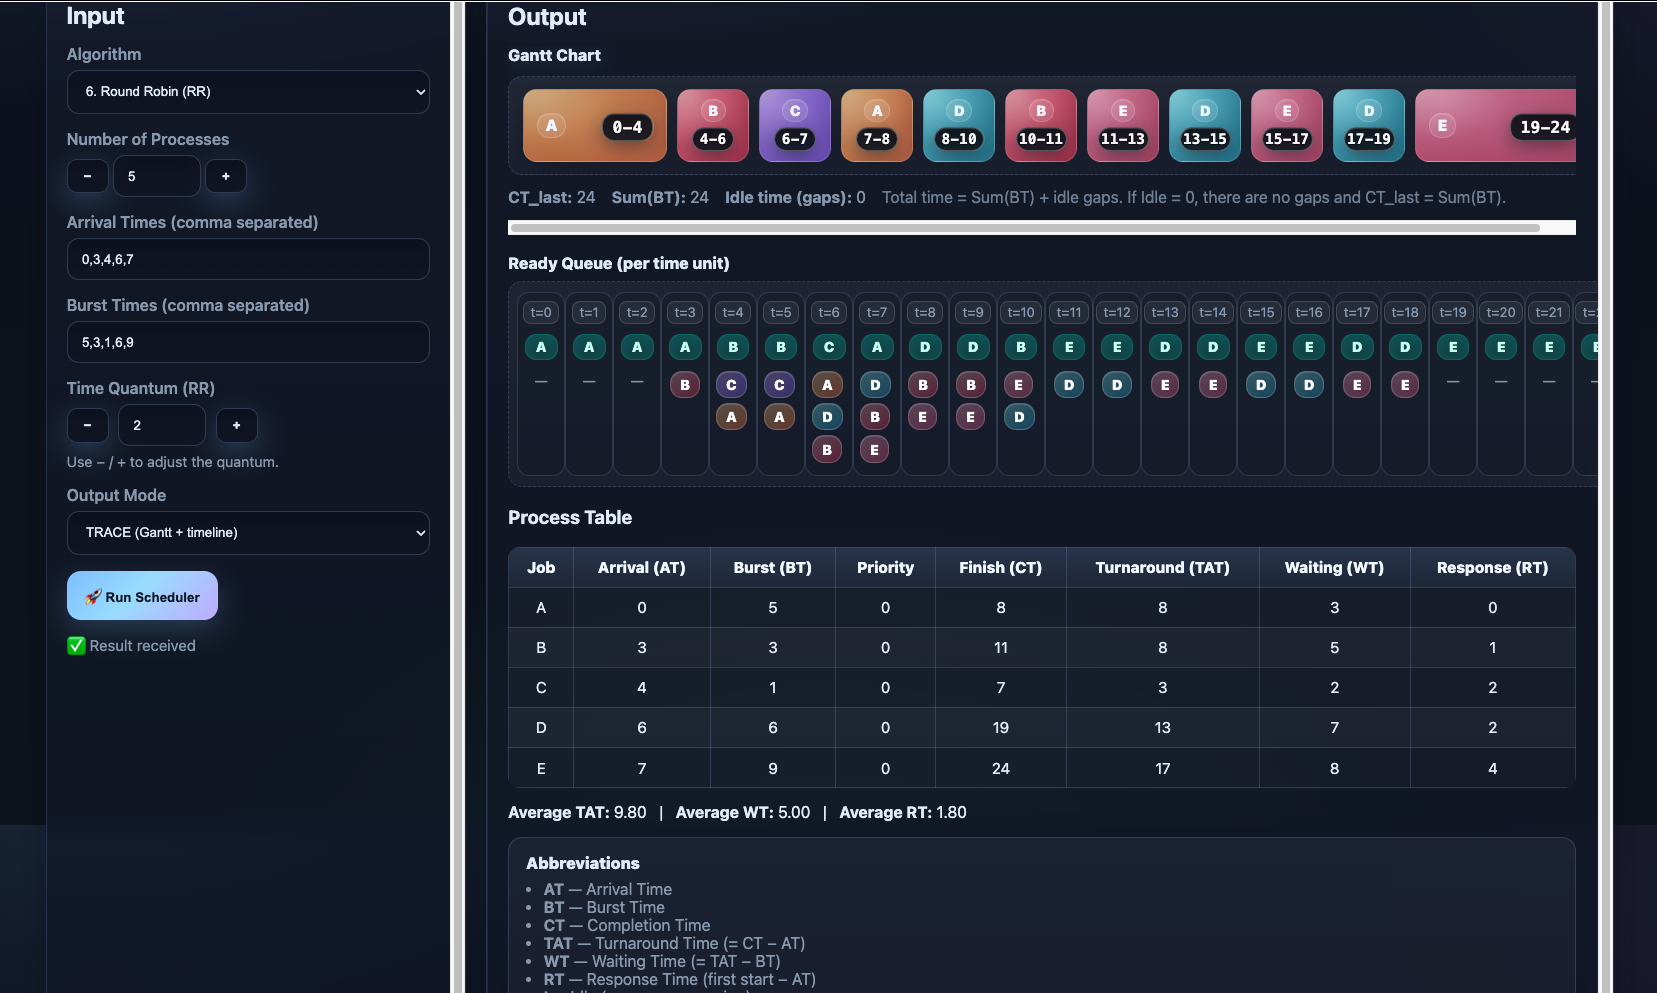 Input
Algorithm
6. Round Robin (RR)
Number of Processes
− 5 +
Arrival Times (comma separated)
0,3,4,6,7
Burst Times (comma separated)
5,3,1,6,9
Time Quantum (RR)
− 2 +
Use − / + to adjust the quantum.
Output Mode
TRACE (Gantt + timeline)
🚀 Run Scheduler
✅ Result received
Output
Gantt Chart
A 0–4
B 4–6
C 6–7
A 7–8
D 8–10
B 10–11
E 11–13
D 13–15
E 15–17
D 17–19
E 19–24
CT_last: 24 Sum(BT): 24 Idle time (gaps): 0 Total time = Sum(BT) + idle gaps. If Idle = 0, there are no gaps and CT_last = Sum(BT).
Ready Queue (per time unit)
t=0 t=1 t=2 t=3 t=4 t=5 t=6 t=7 t=8 t=9 t=10 t=11 t=12 t=13 t=14 t=15 t=16 t=17 t=18 t=19 t=20 t=21
A A A A B B C A D D B E E D D E E D D E E E E
— — — B C C A D B B E D D E E D D E E — — — —
A A D B E E D
B E
Process Table
Job Arrival (AT) Burst (BT) Priority Finish (CT) Turnaround (TAT) Waiting (WT) Response (RT)
A 0 5 0 8 8 3 0
B 3 3 0 11 8 5 1
C 4 1 0 7 3 2 2
D 6 6 0 19 13 7 2
E 7 9 0 24 17 8 4
Average TAT: 9.80 | Average WT: 5.00 | Average RT: 1.80
Abbreviations
• AT — Arrival Time
• BT — Burst Time
• CT — Completion Time
• TAT — Turnaround Time (= CT − AT)
• WT — Waiting Time (= TAT − BT)
• RT — Response Time (first start − AT)